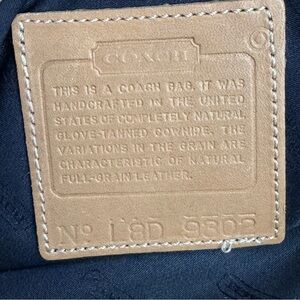 COACH
THIS IS A COACH BAG. IT WAS
HANDCRAFTED IN THE UNITED
STATES OF COMPLETELY NATURAL
GLOVE-TANNED COWHIDE. THE
VARIATIONS IN THE GRAIN ARE
CHARACTERISTIC OF NATURAL
FULL-GRAIN LEATHER.
Nº L8D-9302